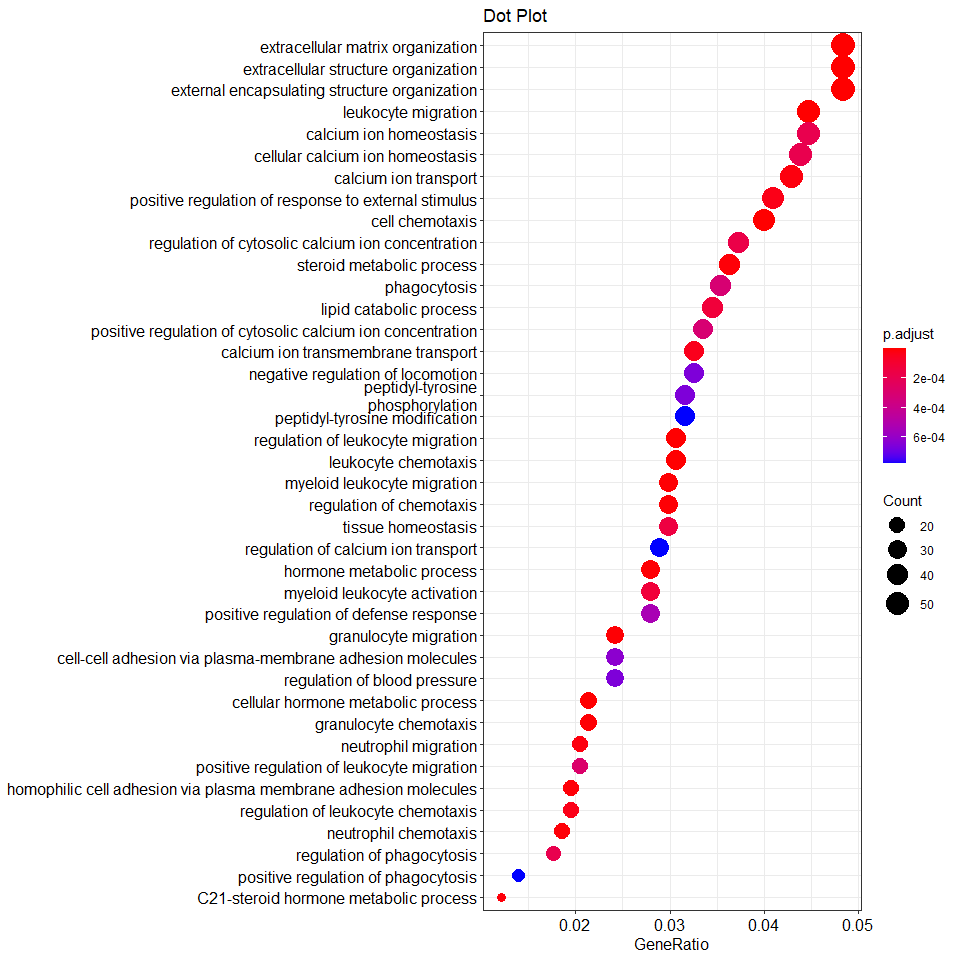 Dot Plot
extracellular matrix organization
extracellular structure organization
external encapsulating structure organization
leukocyte migration
calcium ion homeostasis
cellular calcium ion homeostasis
calcium ion transport
positive regulation of response to external stimulus
cell chemotaxis
regulation of cytosolic calcium ion concentration
steroid metabolic process
phagocytosis
lipid catabolic process
positive regulation of cytosolic calcium ion concentration
calcium ion transmembrane transport
negative regulation of locomotion
peptidyl-tyrosine
phosphorylation
peptidyl-tyrosine modification
regulation of leukocyte migration
leukocyte chemotaxis
myeloid leukocyte migration
regulation of chemotaxis
tissue homeostasis
regulation of calcium ion transport
hormone metabolic process
myeloid leukocyte activation
positive regulation of defense response
granulocyte migration
cell-cell adhesion via plasma-membrane adhesion molecules
regulation of blood pressure
cellular hormone metabolic process
granulocyte chemotaxis
neutrophil migration
positive regulation of leukocyte migration
homophilic cell adhesion via plasma membrane adhesion molecules
regulation of leukocyte chemotaxis
neutrophil chemotaxis
regulation of phagocytosis
positive regulation of phagocytosis
C21-steroid hormone metabolic process
0.02 0.03 0.04 0.05
GeneRatio
p.adjust
2e-04
4e-04
6e-04
Count
20
30
40
50